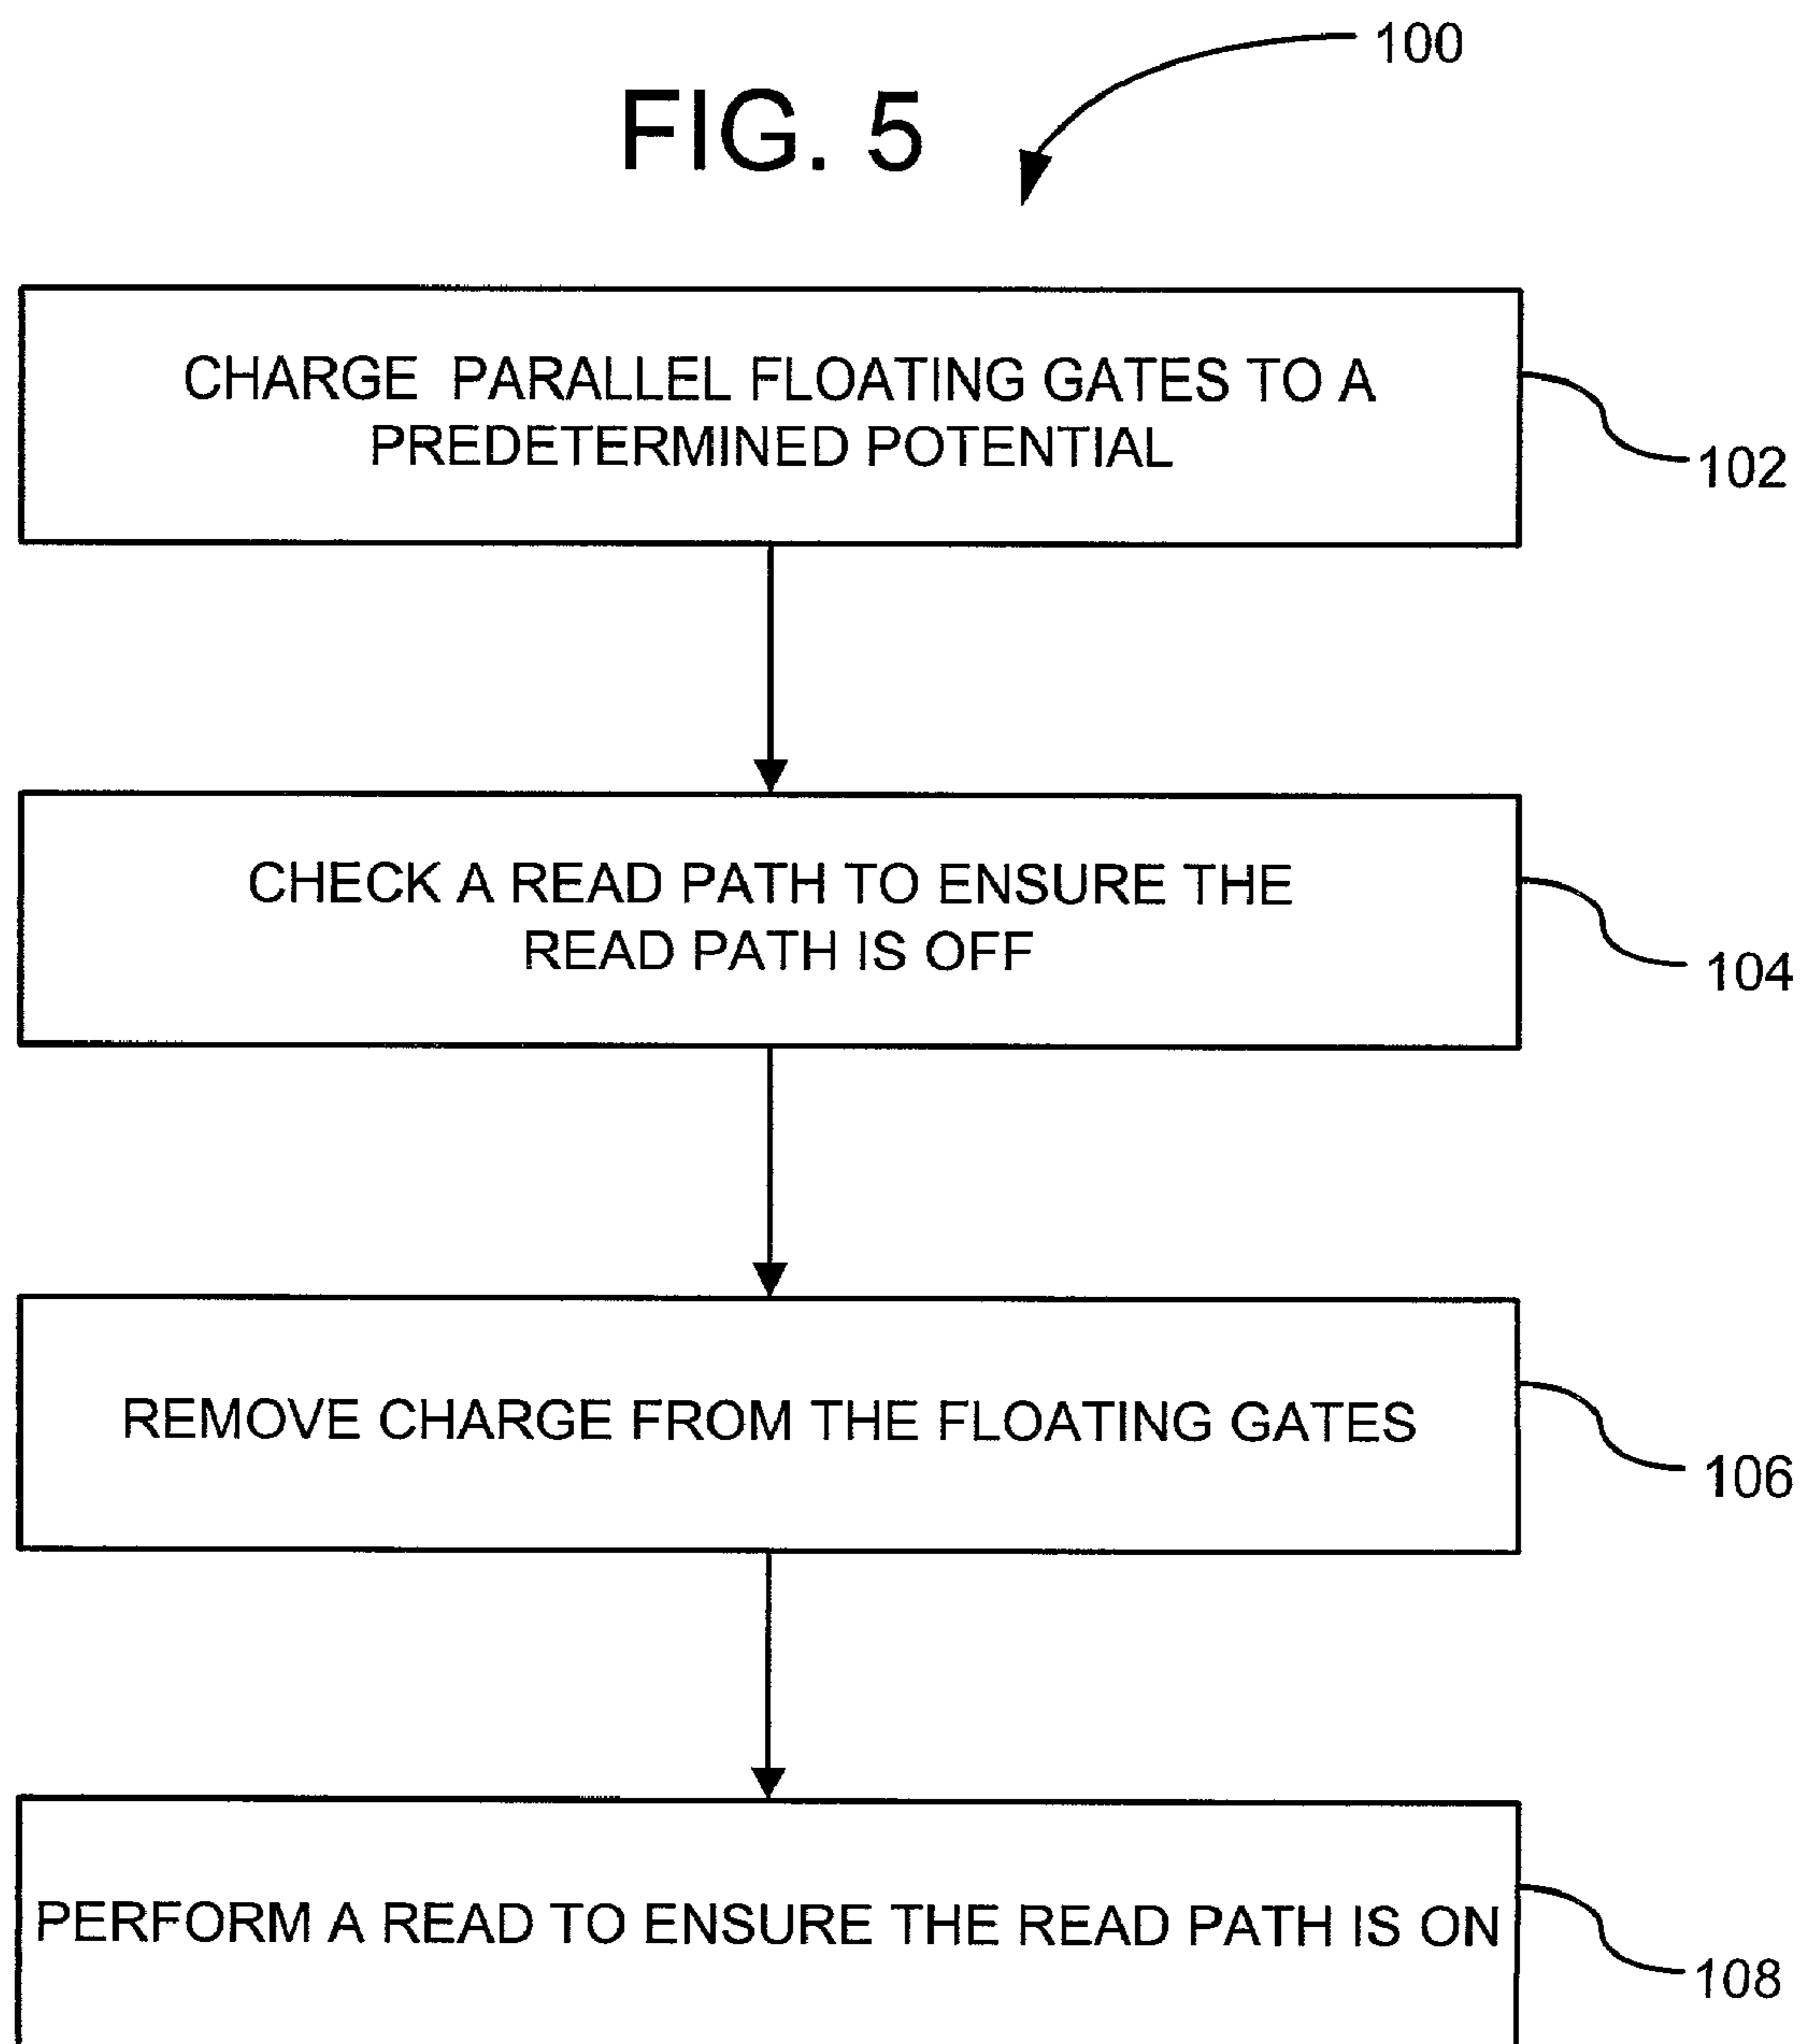 100
FIG. 5
CHARGE PARALLEL FLOATING GATES TO A
PREDETERMINED POTENTIAL
102
CHECK A READ PATH TO ENSURE THE
READ PATH IS OFF
104
REMOVE CHARGE FROM THE FLOATING GATES
106
PERFORM A READ TO ENSURE THE READ PATH IS ON
108